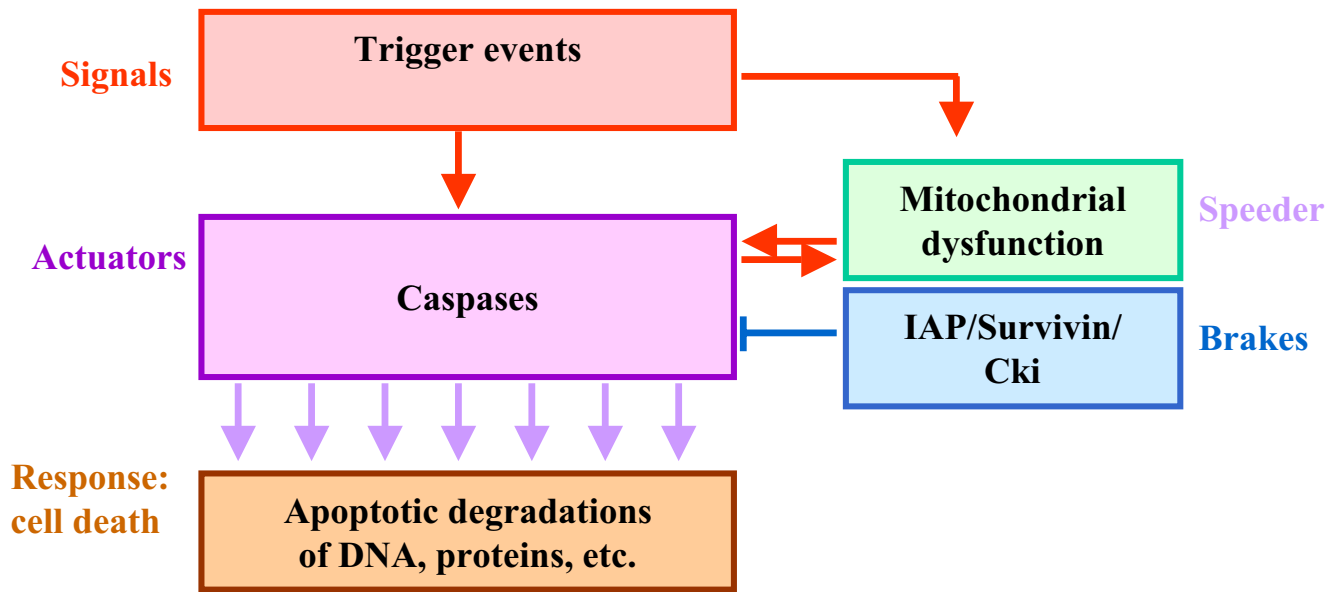 Trigger events
Signals
Mitochondrial
dysfunction
Speeder
Actuators
Caspases
IAP/Survivin/
Cki
Brakes
Response:
cell death
Apoptotic degradations
of DNA, proteins, etc.